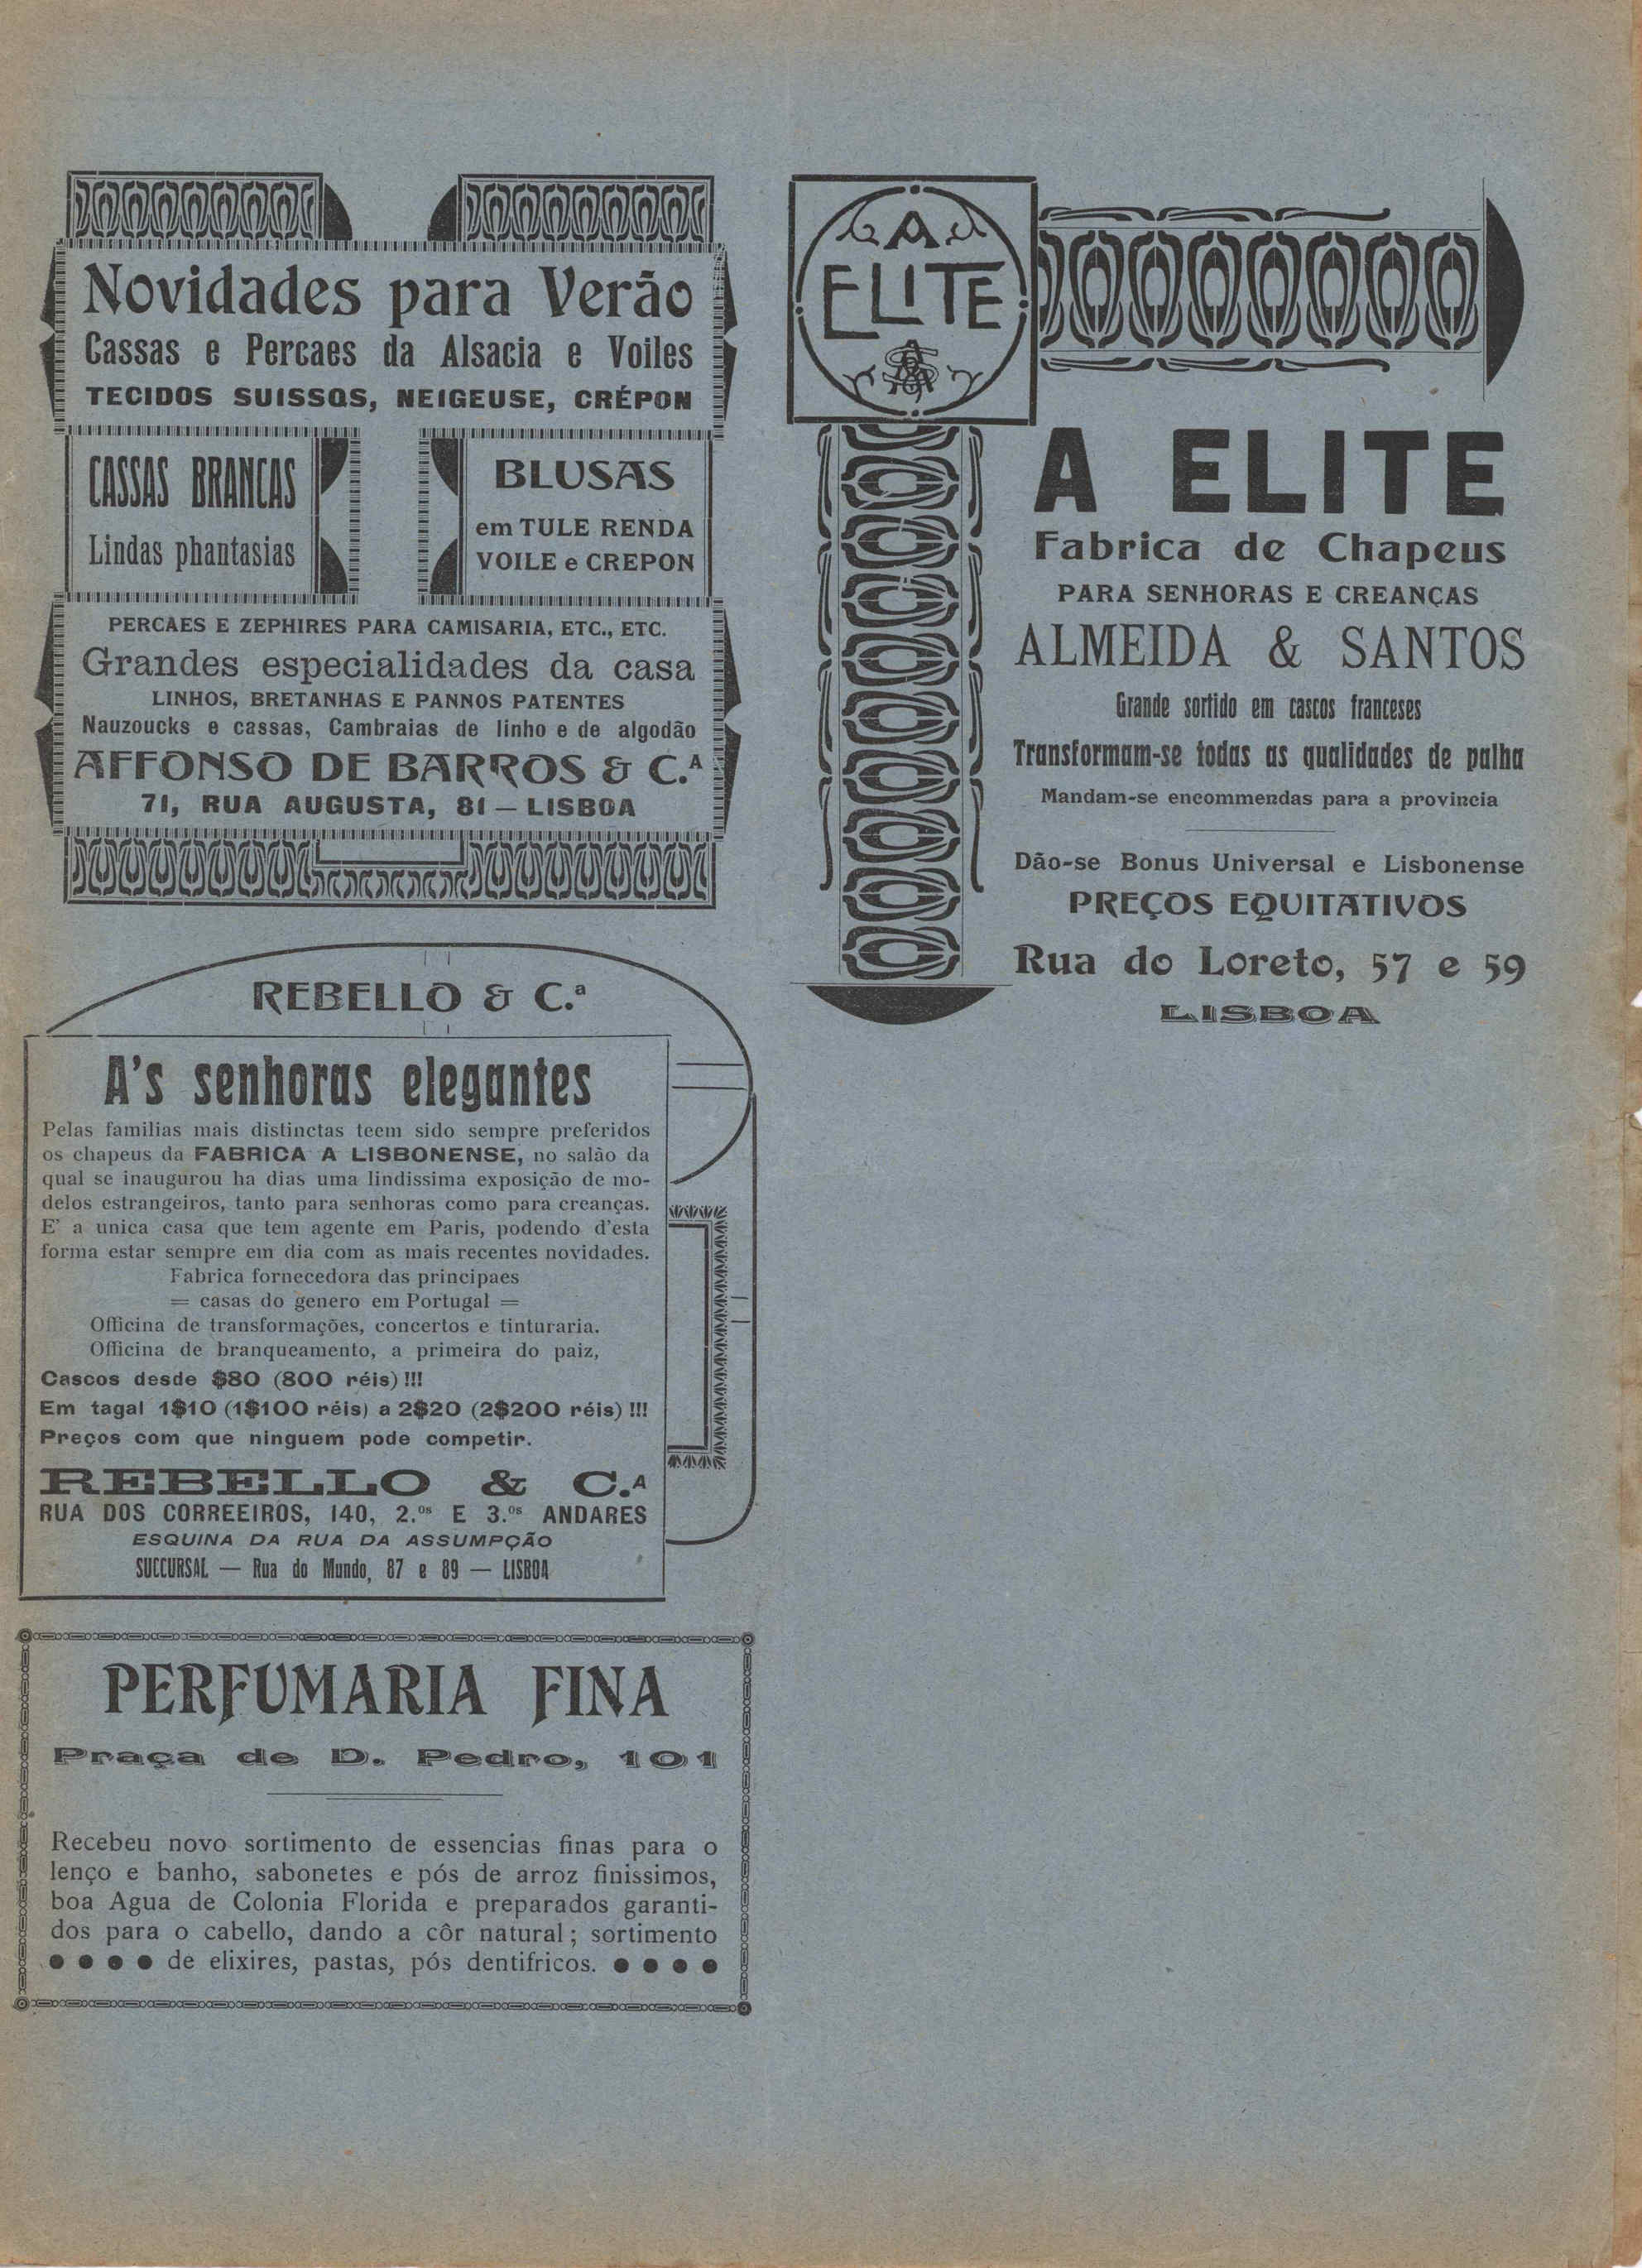 Novidades para Verão
Cassas e Percaes da Alsacia e Voiles
TECIDOS SUISSOS, NEIGEUSE, CRÉPON
CASSAS BRANCAS
Lindas phantasias
BLUSAS
em TULE RENDA
VOILE e CREPON
PERCAES E ZEPHIRES PARA CAMISARIA, ETC., ETC.
Grandes especialidades da casa
LINHOS, BRETANHAS E PANNOS PATENTES
Nauzoucks e cassas, Cambraias de linho e de algodão
AFFONSO DE BARROS & C.ᴬ
71, RUA AUGUSTA, 81 — LISBOA
REBELLO & C.ª
A's senhoras elegantes
Pelas familias mais distinctas teem sido sempre preferidos
os chapeus da FABRICA A LISBONENSE, no salão da
qual se inaugurou ha dias uma lindissima exposição de mo-
delos estrangeiros, tanto para senhoras como para creanças.
E' a unica casa que tem agente em Paris, podendo d'esta
forma estar sempre em dia com as mais recentes novidades.
Fabrica fornecedora das principaes
= casas do genero em Portugal =
Officina de transformações, concertos e tinturaria.
Officina de branqueamento, a primeira do paiz,
Cascos desde $80 (800 réis) !!!
Em tagal 1$10 (1$100 réis) a 2$20 (2$200 réis) !!!
Preços com que ninguem pode competir.
REBELLO & C.ᴬ
RUA DOS CORREEIROS, 140, 2.ᵒˢ E 3.ᵒˢ ANDARES
ESQUINA DA RUA DA ASSUMPÇÃO
SUCCURSAL — Rua do Mundo, 87 e 89 — LISBOA
PERFUMARIA FINA
Praça de D. Pedro, 101
Recebeu novo sortimento de essencias finas para o
lenço e banho, sabonetes e pós de arroz finissimos,
boa Agua de Colonia Florida e preparados garanti-
dos para o cabello, dando a côr natural; sortimento
● ● ● ● de elixires, pastas, pós dentifricos. ● ● ● ●
A
ELITE
A ELITE
Fabrica de Chapeus
PARA SENHORAS E CREANÇAS
ALMEIDA & SANTOS
Grande sortido em cascos franceses
Transformam-se todas as qualidades de palha
Mandam-se encommendas para a provincia
Dão-se Bonus Universal e Lisbonense
PREÇOS EQUITATIVOS
Rua do Loreto, 57 e 59
LISBOA